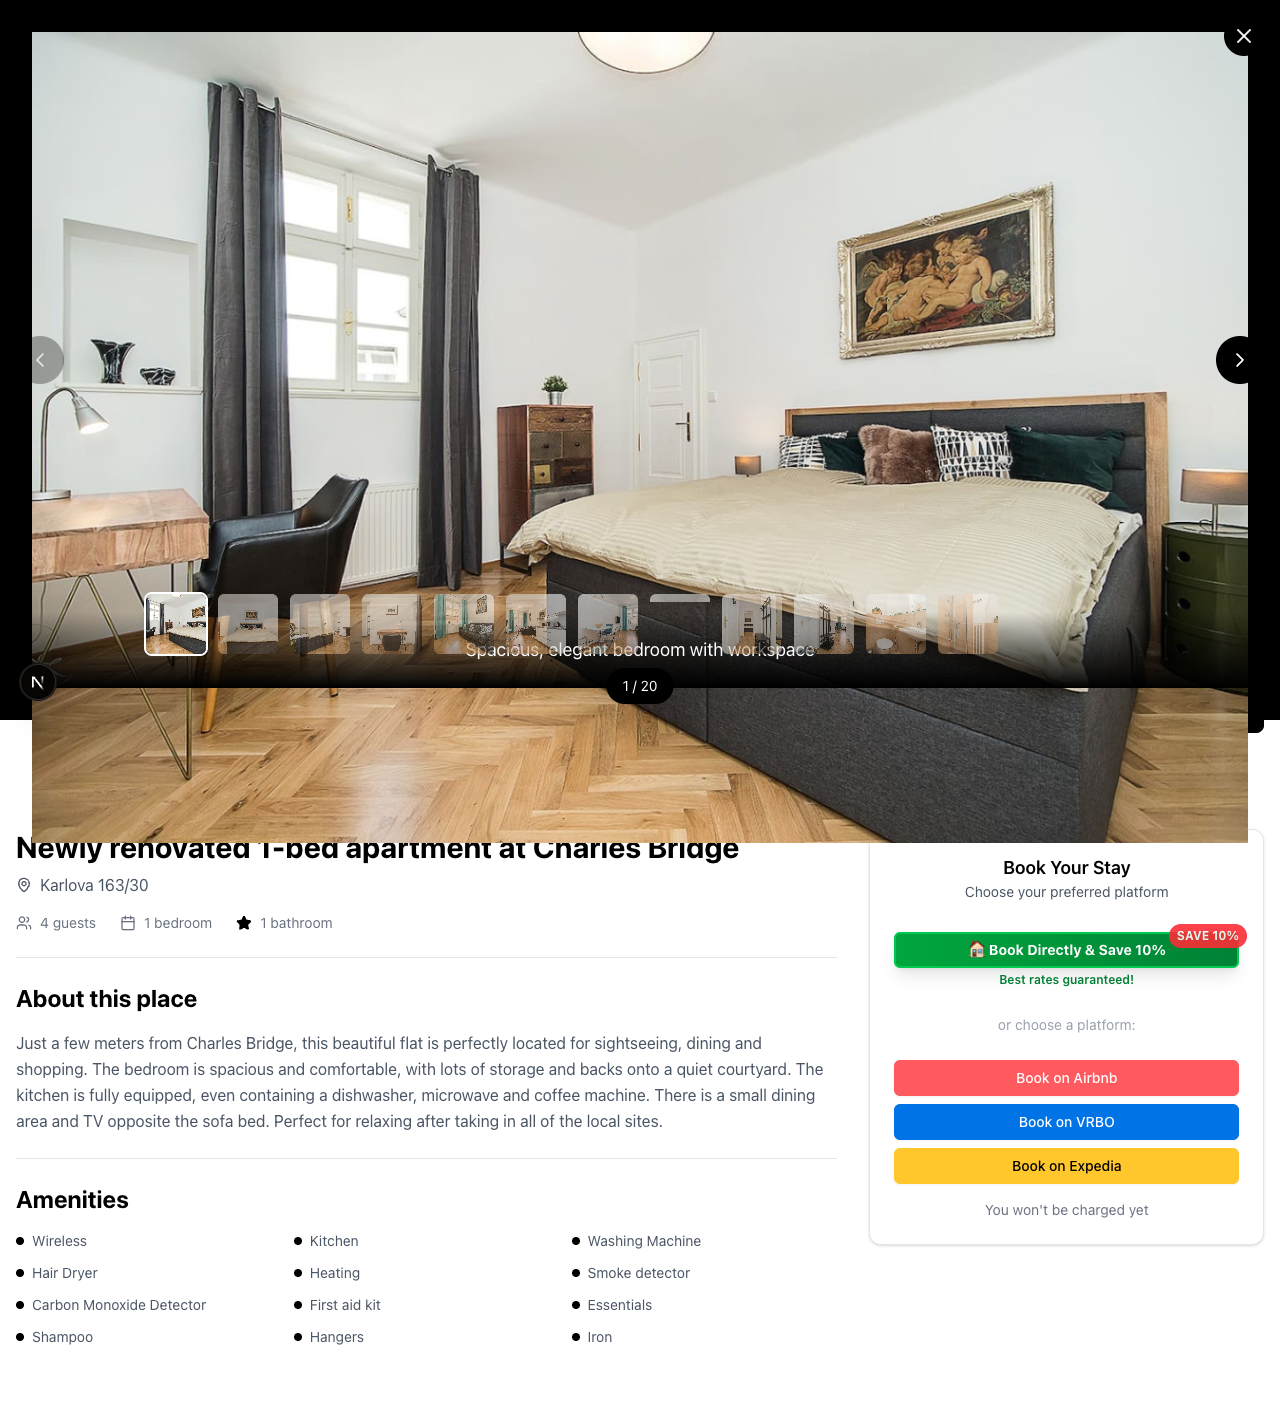 Spacious, elegant bedroom with workspace
N
1 / 20
Newly renovated 1-bed apartment at Charles Bridge
Karlova 163/30
4 guests
1 bedroom
1 bathroom
About this place
Just a few meters from Charles Bridge, this beautiful flat is perfectly located for sightseeing, dining and
shopping. The bedroom is spacious and comfortable, with lots of storage and backs onto a quiet courtyard. The
kitchen is fully equipped, even containing a dishwasher, microwave and coffee machine. There is a small dining
area and TV opposite the sofa bed. Perfect for relaxing after taking in all of the local sites.
Amenities
Wireless
Kitchen
Washing Machine
Hair Dryer
Heating
Smoke detector
Carbon Monoxide Detector
First aid kit
Essentials
Shampoo
Hangers
Iron
Book Your Stay
Choose your preferred platform
SAVE 10%
🏠 Book Directly & Save 10%
Best rates guaranteed!
or choose a platform:
Book on Airbnb
Book on VRBO
Book on Expedia
You won't be charged yet